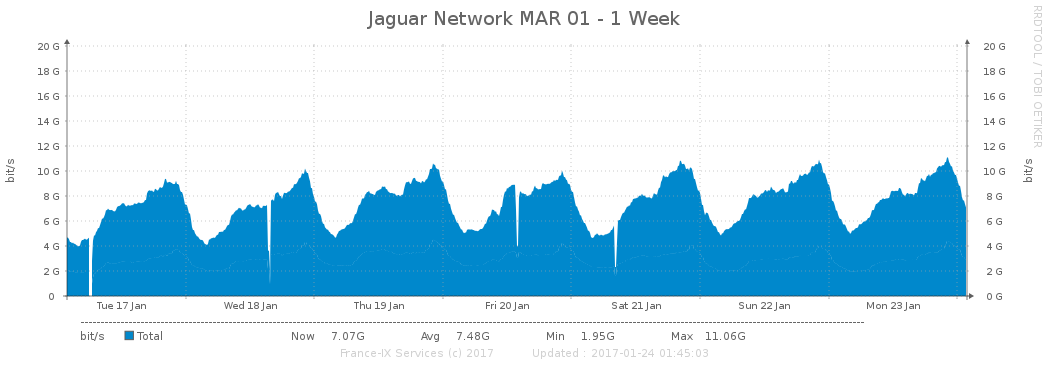 Jaguar Network MAR 01 - 1 Week
RRDTOOL / TOBI OETIKER
bit/s
bit/s
20 G 20 G
18 G 18 G
16 G 16 G
14 G 14 G
12 G 12 G
10 G 10 G
8 G 8 G
6 G 6 G
4 G 4 G
2 G 2 G
0 0 G
Tue 17 Jan Wed 18 Jan Thu 19 Jan Fri 20 Jan Sat 21 Jan Sun 22 Jan Mon 23 Jan
bit/s Total Now 7.07G Avg 7.48G Min 1.95G Max 11.06G
France-IX Services (c) 2017 Updated : 2017-01-24 01:45:03